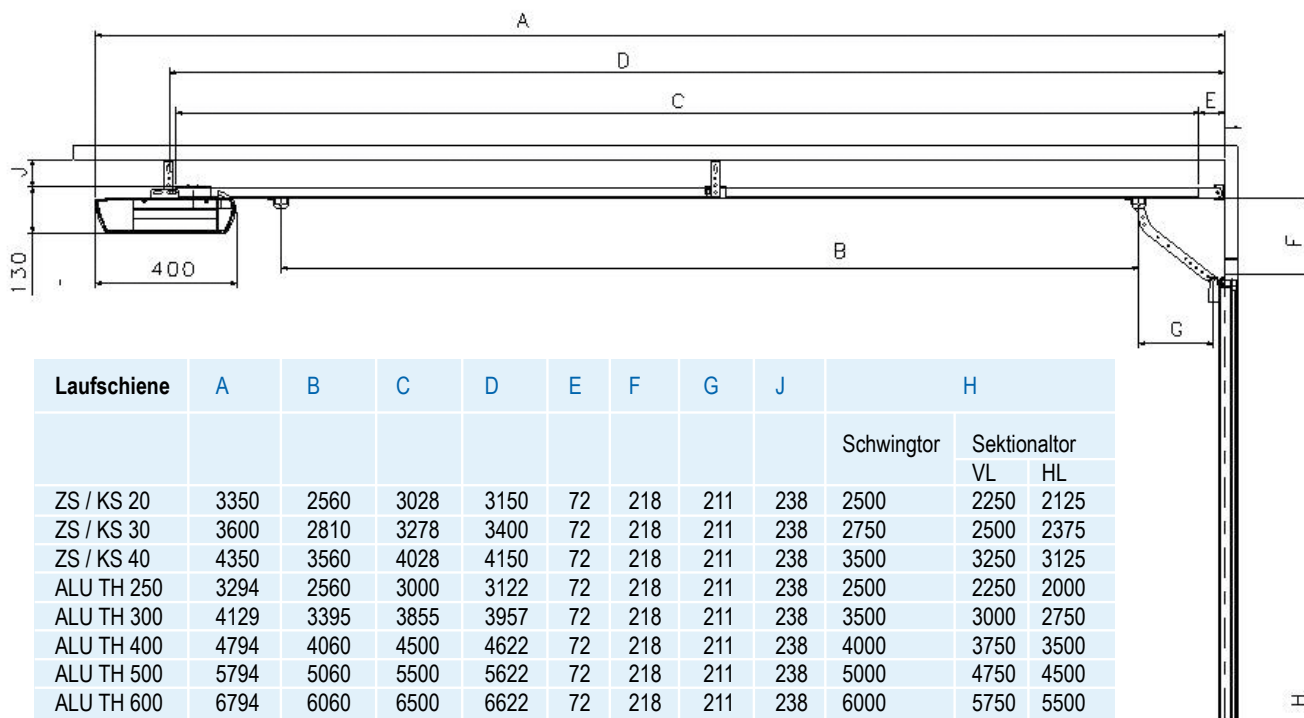 A
D
C
E
J
130
400
B
F
G
Laufschiene A B C D E F G J H
Schwingtor Sektionaltor
VL HL
ZS / KS 20 3350 2560 3028 3150 72 218 211 238 2500 2250 2125
ZS / KS 30 3600 2810 3278 3400 72 218 211 238 2750 2500 2375
ZS / KS 40 4350 3560 4028 4150 72 218 211 238 3500 3250 3125
ALU TH 250 3294 2560 3000 3122 72 218 211 238 2500 2250 2000
ALU TH 300 4129 3395 3855 3957 72 218 211 238 3500 3000 2750
ALU TH 400 4794 4060 4500 4622 72 218 211 238 4000 3750 3500
ALU TH 500 5794 5060 5500 5622 72 218 211 238 5000 4750 4500
ALU TH 600 6794 6060 6500 6622 72 218 211 238 6000 5750 5500
H